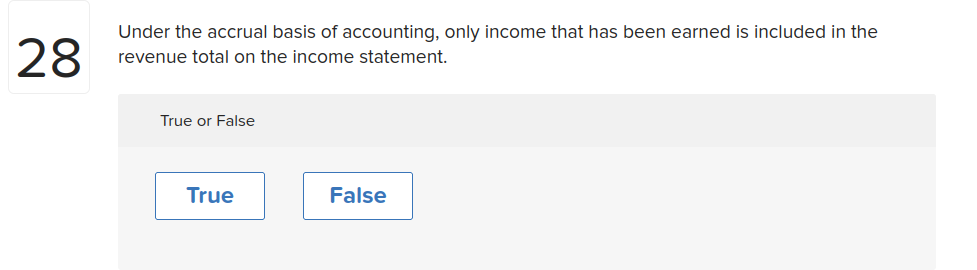 28
Under the accrual basis of accounting, only income that has been earned is included in the
revenue total on the income statement.
True or False
True
False